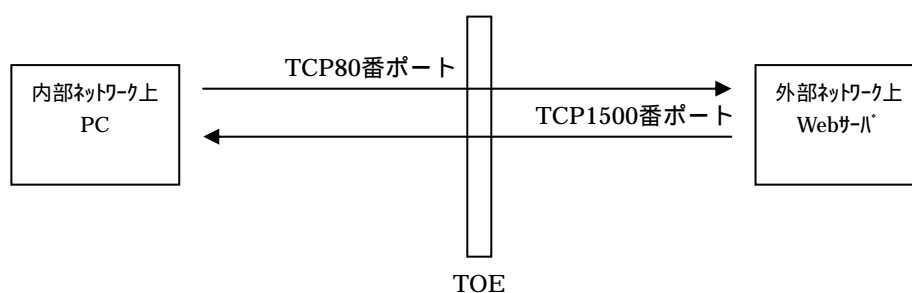 TCP80番ポート
内部ネットワーク上
PC
TCP1500番ポート
外部ネットワーク上
Webサーバ
TOE